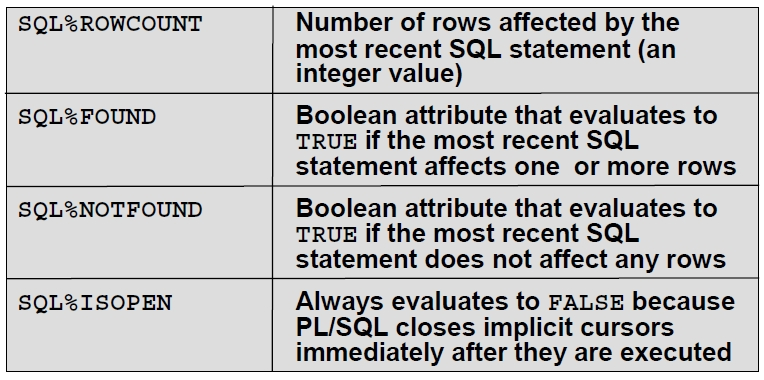 SQL%ROWCOUNT
Number of rows affected by the
most recent SQL statement (an
integer value)
SQL%FOUND
Boolean attribute that evaluates to
TRUE if the most recent SQL
statement affects one or more rows
SQL%NOTFOUND
Boolean attribute that evaluates to
TRUE if the most recent SQL
statement does not affect any rows
SQL%ISOPEN
Always evaluates to FALSE because
PL/SQL closes implicit cursors
immediately after they are executed